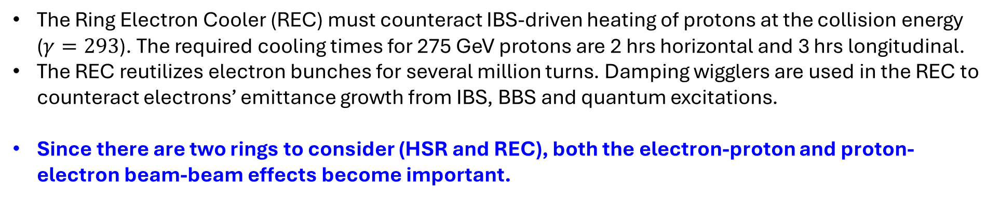 • The Ring Electron Cooler (REC) must counteract IBS-driven heating of protons at the collision energy
(γ = 293). The required cooling times for 275 GeV protons are 2 hrs horizontal and 3 hrs longitudinal.
• The REC reutilizes electron bunches for several million turns. Damping wigglers are used in the REC to
counteract electrons’ emittance growth from IBS, BBS and quantum excitations.
• Since there are two rings to consider (HSR and REC), both the electron-proton and proton-
electron beam-beam effects become important.